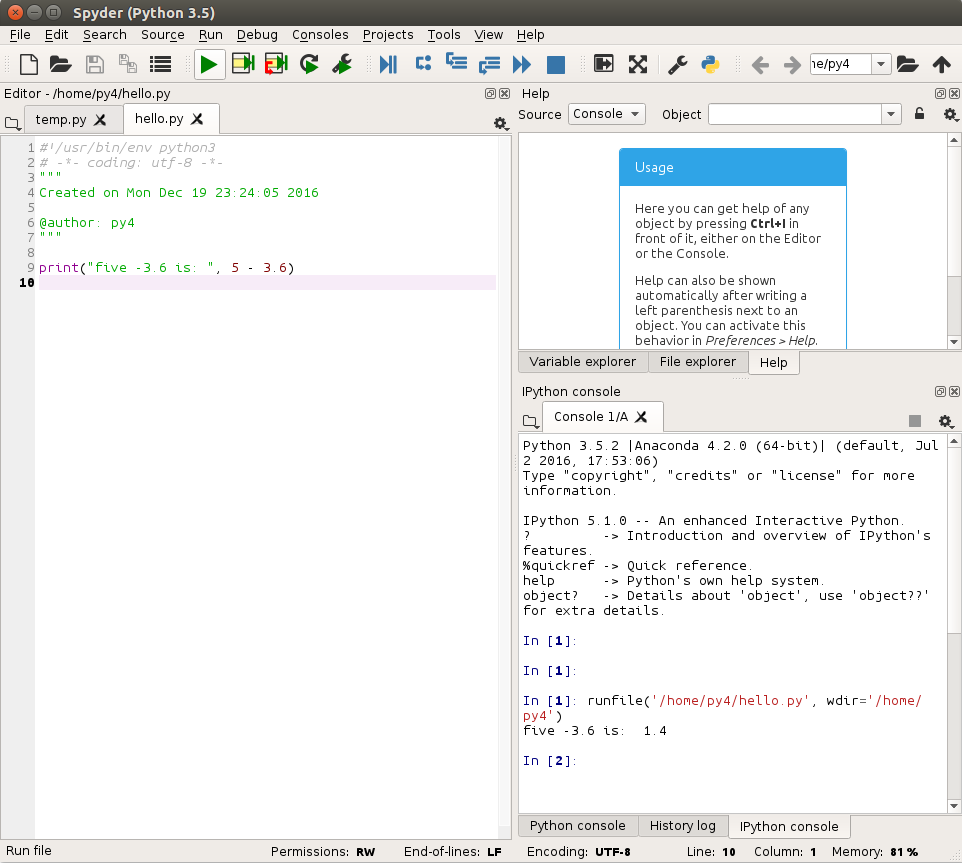 Spyder (Python 3.5)
File Edit Search Source Run Debug Consoles Projects Tools View Help
ne/py4
Editor - /home/py4/hello.py
temp.py
hello.py
1 #!/usr/bin/env python3
2 # -*- coding: utf-8 -*-
3 """
4 Created on Mon Dec 19 23:24:05 2016
5
6 @author: py4
7 """
8
9 print("five -3.6 is: ", 5 - 3.6)
10
Help
Source Console Object
Usage
Here you can get help of any
object by pressing Ctrl+I in
front of it, either on the Editor
or the Console.
Help can also be shown
automatically after writing a
left parenthesis next to an
object. You can activate this
behavior in Preferences > Help.
Variable explorer File explorer Help
IPython console
Console 1/A
Python 3.5.2 |Anaconda 4.2.0 (64-bit)| (default, Jul
2 2016, 17:53:06)
Type "copyright", "credits" or "license" for more
information.
IPython 5.1.0 -- An enhanced Interactive Python.
? -> Introduction and overview of IPython's
features.
%quickref -> Quick reference.
help -> Python's own help system.
object? -> Details about 'object', use 'object??'
for extra details.
In [1]:
In [1]:
In [1]: runfile('/home/py4/hello.py', wdir='/home/
py4')
five -3.6 is:  1.4
In [2]:
Python console History log IPython console
Run file Permissions: RW End-of-lines: LF Encoding: UTF-8 Line: 10 Column: 1 Memory: 81 %